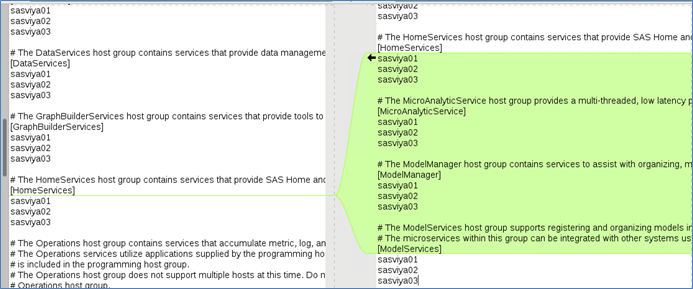 sasviya01
sasviya02
sasviya03
# The DataServices host group contains services that provide data manageme
[DataServices]
sasviya01
sasviya02
sasviya03
# The GraphBuilderServices host group contains services that provide tools to
[GraphBuilderServices]
sasviya01
sasviya02
sasviya03
# The HomeServices host group contains services that provide SAS Home and
[HomeServices]
sasviya01
sasviya02
sasviya03
# The Operations host group contains services that accumulate metric, log, an
# The Operations services utilize applications supplied by the programming ho
# is included in the programming host group.
# The Operations host group does not support multiple hosts at this time. Do n
# Operations host group.
sasviya02
sasviya03
# The HomeServices host group contains services that provide SAS Home and
[HomeServices]
sasviya01
sasviya02
sasviya03
# The MicroAnalyticService host group provides a multi-threaded, low latency p
[MicroAnalyticService]
sasviya01
sasviya02
sasviya03
# The ModelManager host group contains services to assist with organizing, m
[ModelManager]
sasviya01
sasviya02
sasviya03
# The ModelServices host group supports registering and organizing models in
# The microservices within this group can be integrated with other systems us
[ModelServices]
sasviya01
sasviya02
sasviya03